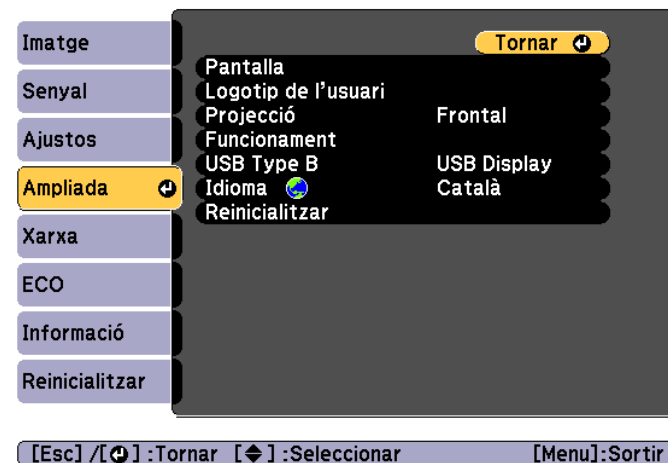 Imatge
Senyal
Ajustos
Ampliada
Xarxa
ECO
Informació
Reinicialitzar
Tornar
Pantalla
Logotip de l'usuari
Projecció Frontal
Funcionament
USB Type B USB Display
Idioma Català
Reinicialitzar
[Esc] /[⏎] :Tornar [◆] :Seleccionar [Menu]:Sortir